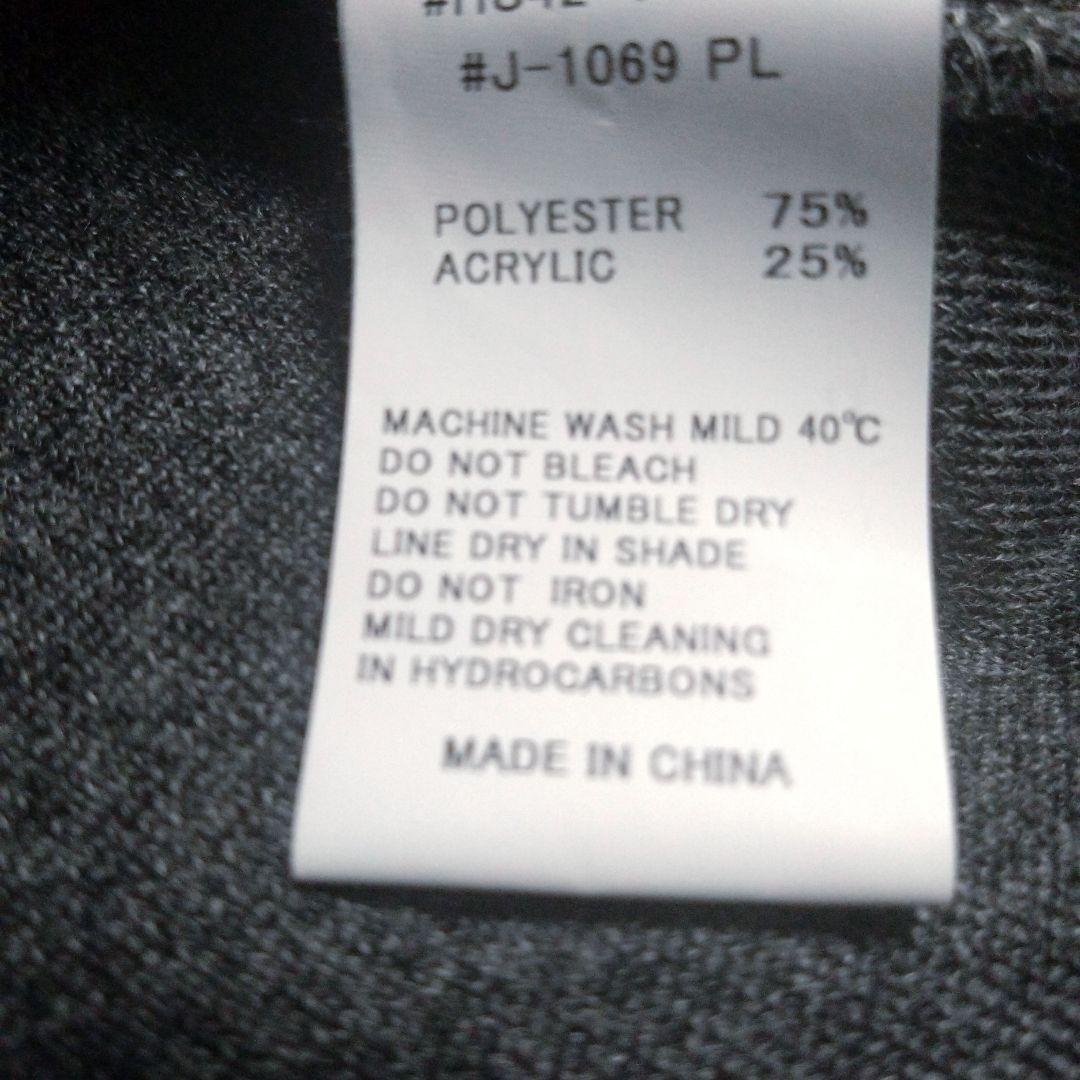 #J-1069 PL
POLYESTER 75%
ACRYLIC 25%
MACHINE WASH MILD 40℃
DO NOT BLEACH
DO NOT TUMBLE DRY
LINE DRY IN SHADE
DO NOT IRON
MILD DRY CLEANING
IN HYDROCARBONS
MADE IN CHINA